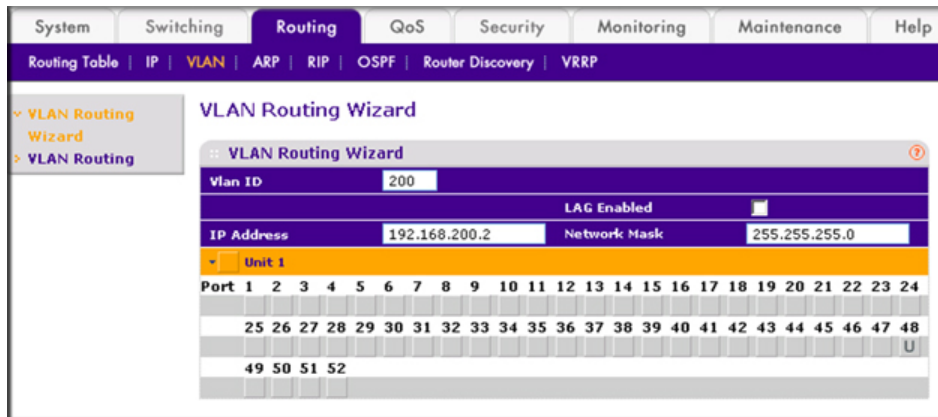 System Switching Routing QoS Security Monitoring Maintenance Help
Routing Table | IP | VLAN | ARP | RIP | OSPF | Router Discovery | VRRP
VLAN Routing Wizard
VLAN Routing
VLAN Routing Wizard
VLAN Routing Wizard ?
Vlan ID 200
LAG Enabled
IP Address 192.168.200.2 Network Mask 255.255.255.0
Unit 1
Port 1 2 3 4 5 6 7 8 9 10 11 12 13 14 15 16 17 18 19 20 21 22 23 24
25 26 27 28 29 30 31 32 33 34 35 36 37 38 39 40 41 42 43 44 45 46 47 48
U
49 50 51 52